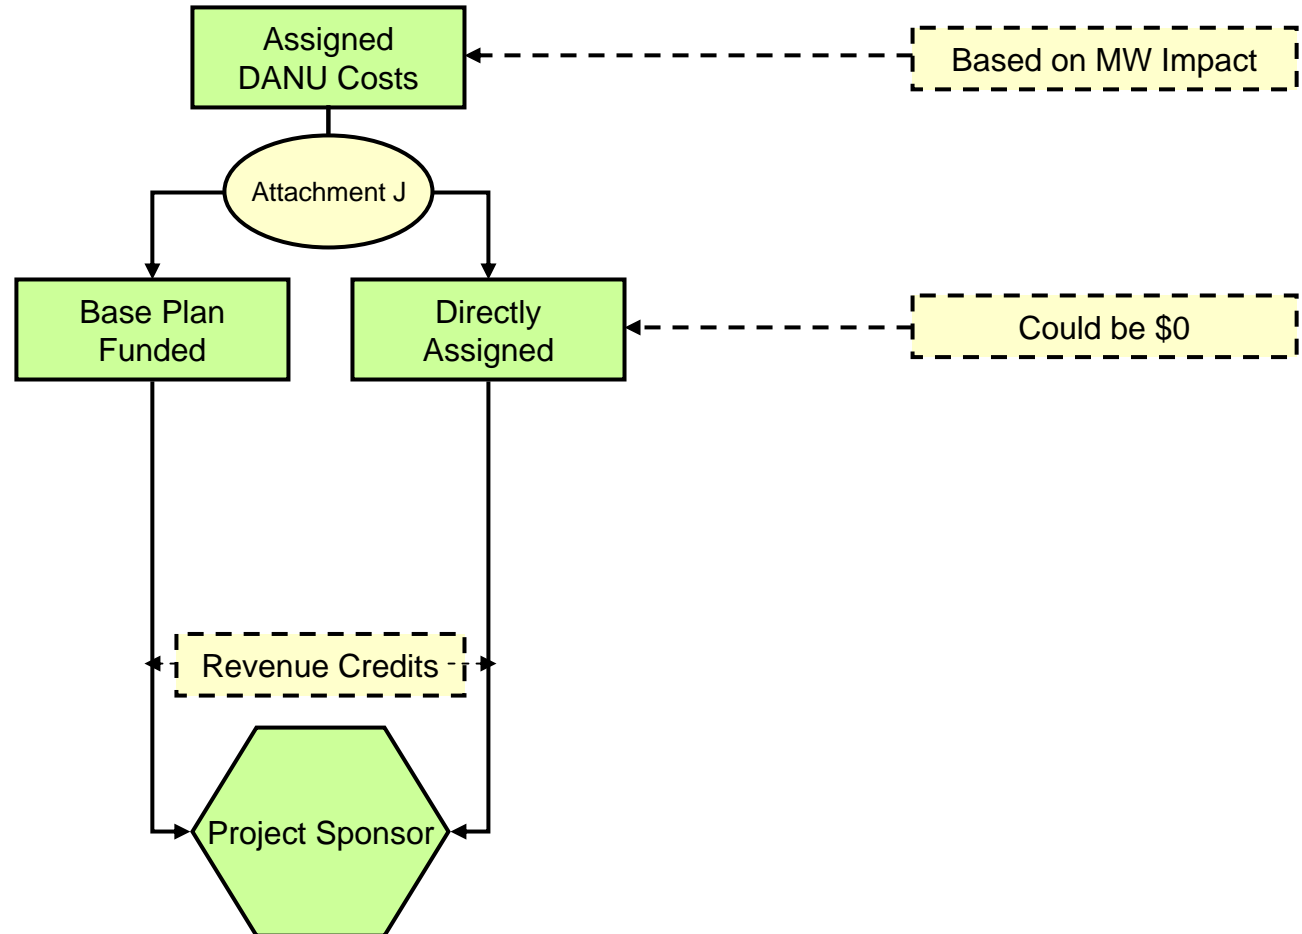 Assigned
DANU Costs
Based on MW Impact
Attachment J
Base Plan
Funded
Directly
Assigned
Could be $0
Revenue Credits
Project Sponsor